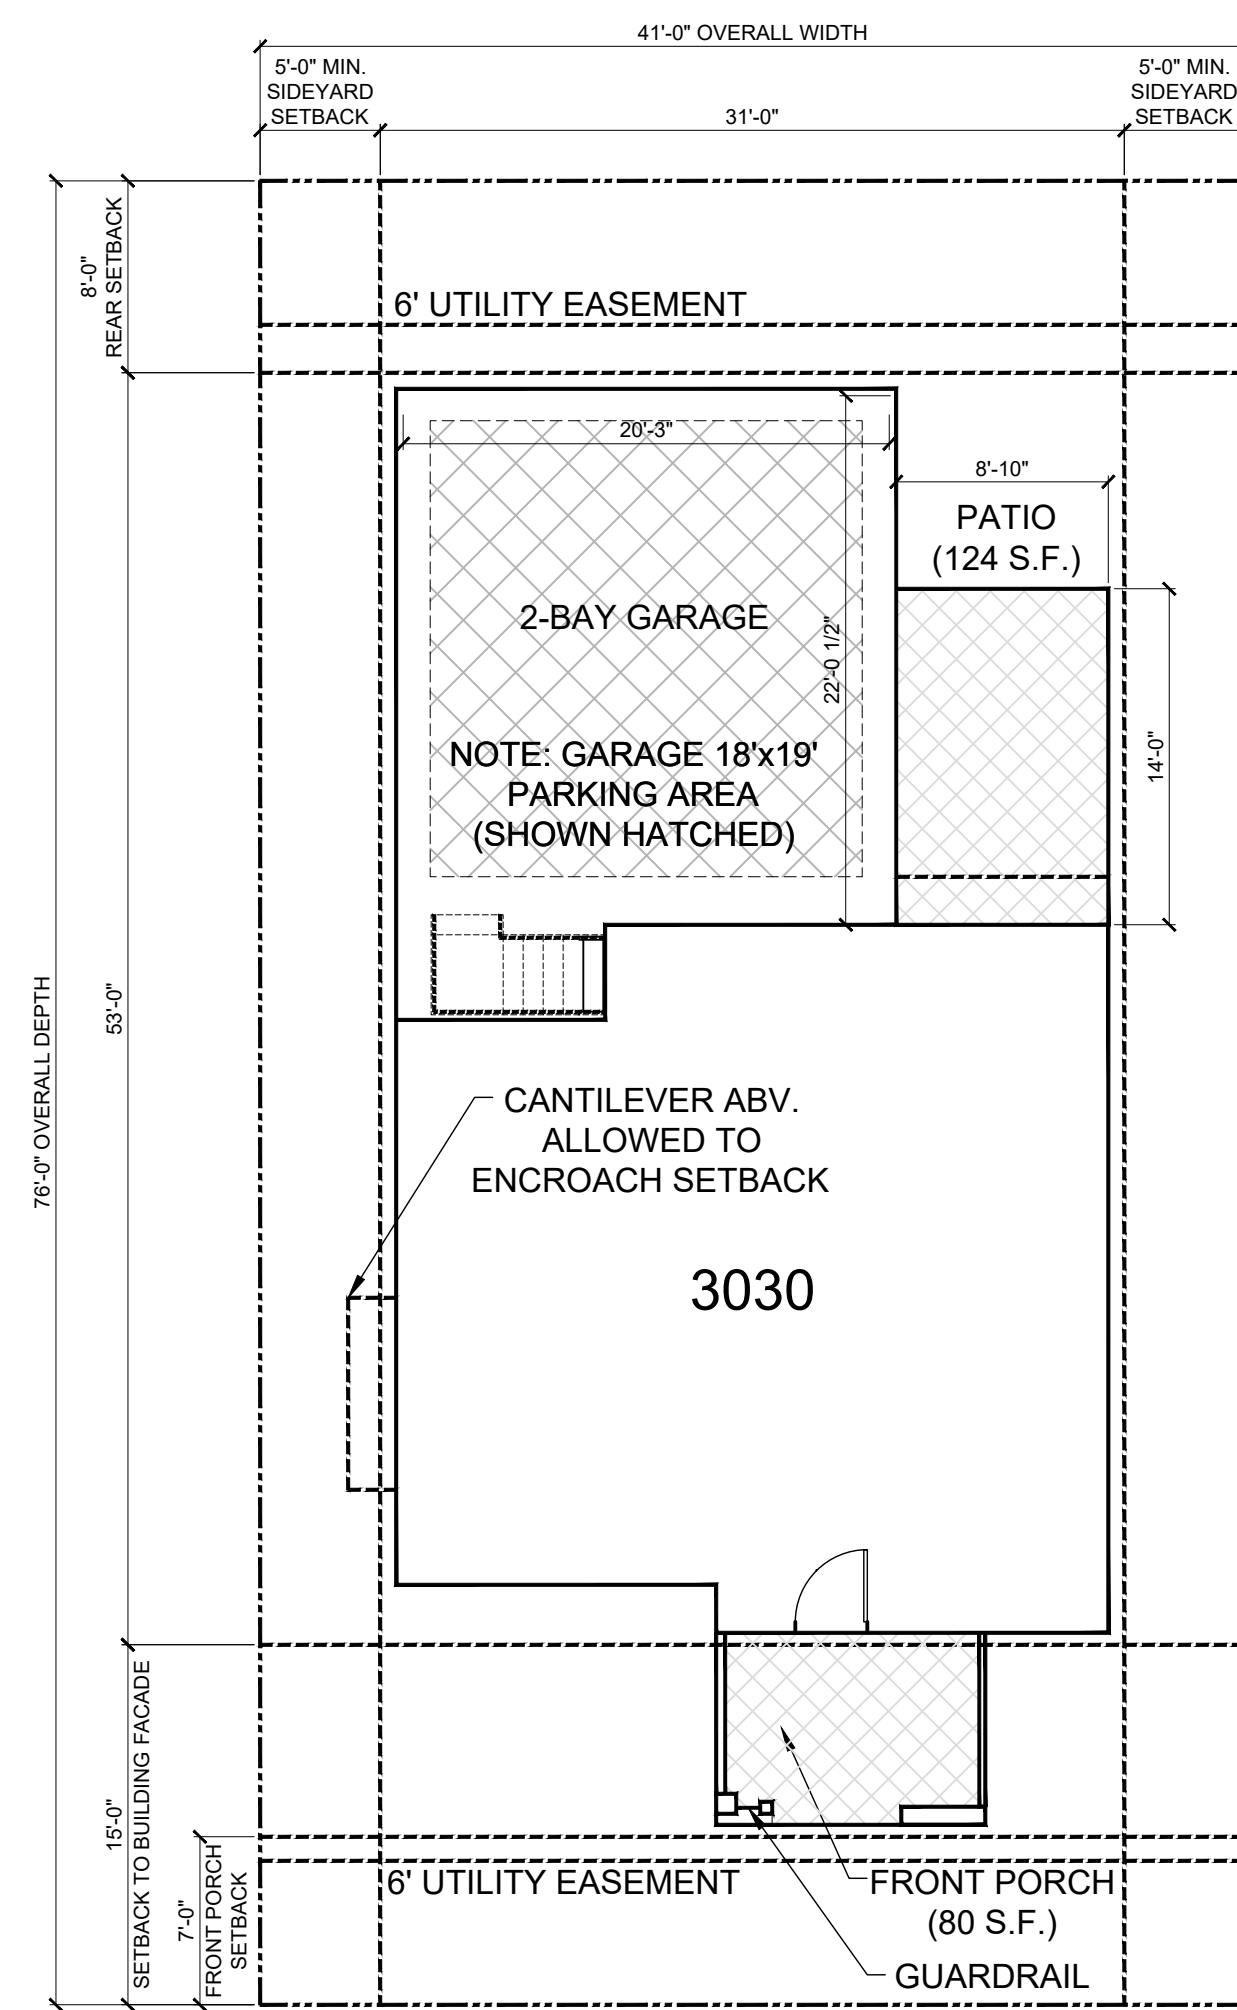 41'-0" OVERALL WIDTH
5'-0" MIN.
SIDEYARD
SETBACK
31'-0"
5'-0" MIN.
SIDEYARD
SETBACK
8'-0"
REAR SETBACK
6' UTILITY EASEMENT
20'-3"
8'-10"
PATIO
(124 S.F.)
2-BAY GARAGE
22'-0 1/2"
NOTE: GARAGE 18'x19'
PARKING AREA
(SHOWN HATCHED)
14'-0"
76'-0" OVERALL DEPTH
53'-0"
CANTILEVER ABV.
ALLOWED TO
ENCROACH SETBACK
3030
15'-0"
SETBACK TO BUILDING FACADE
7'-0"
FRONT PORCH
SETBACK
6' UTILITY EASEMENT
FRONT PORCH
(80 S.F.)
GUARDRAIL